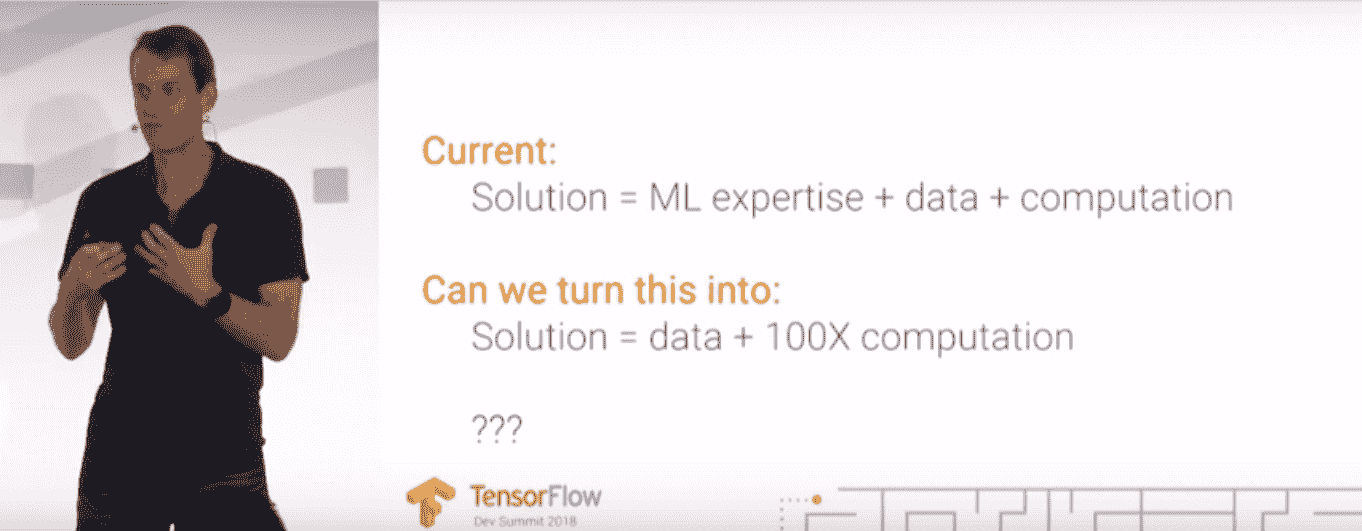 Current:
Solution = ML expertise + data + computation
Can we turn this into:
Solution = data + 100X computation
???
TensorFlow
Dev Summit 2018